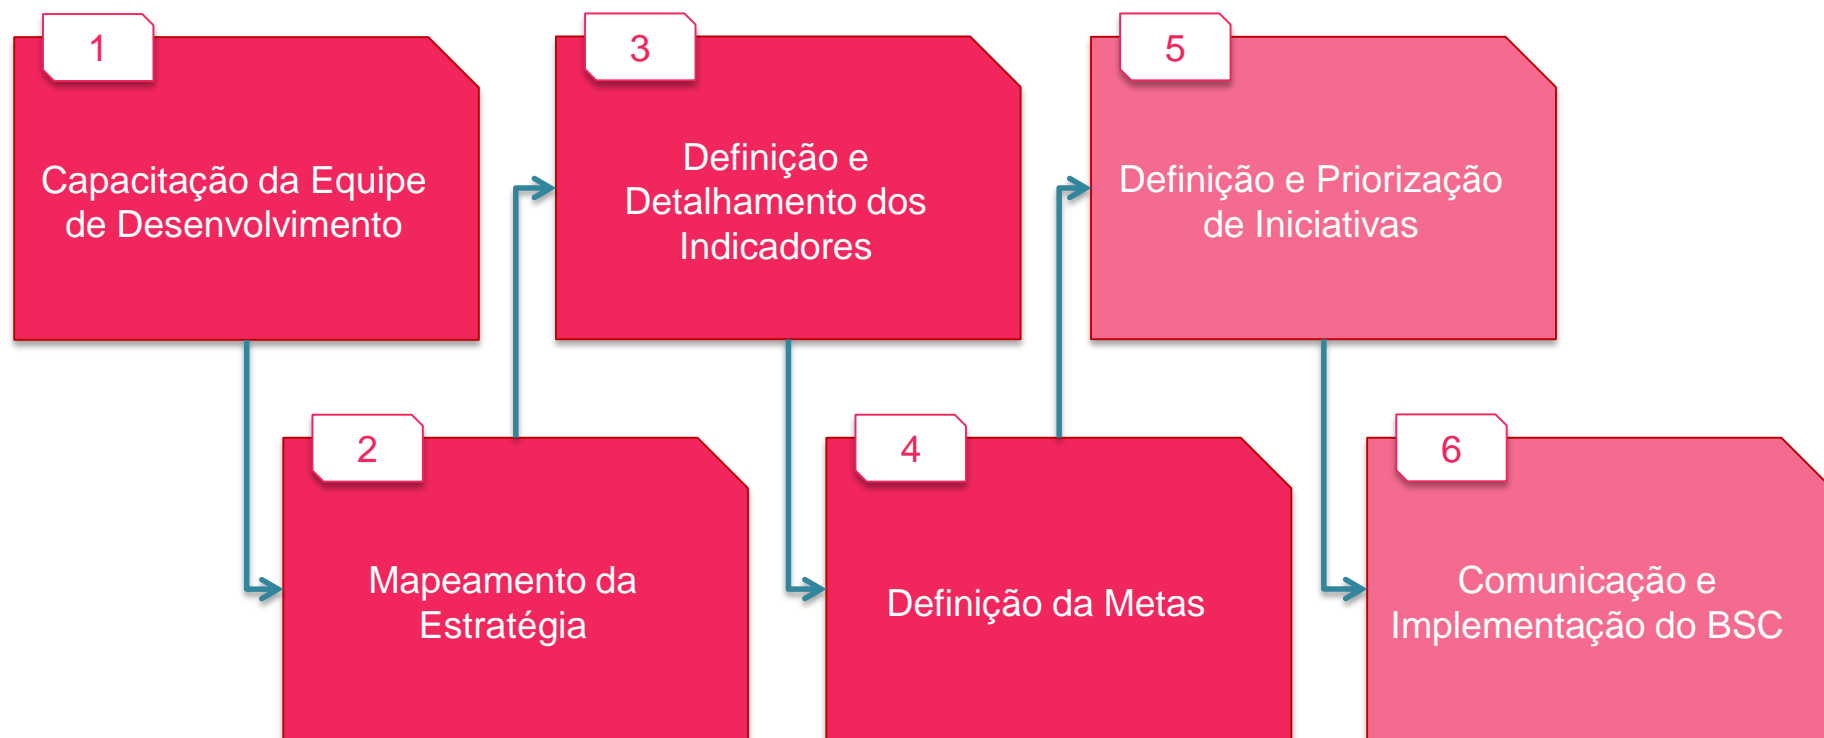 1
Capacitação da Equipe
de Desenvolvimento
2
Mapeamento da
Estratégia
3
Definição e
Detalhamento dos
Indicadores
4
Definição da Metas
5
Definição e Priorização
de Iniciativas
6
Comunicação e
Implementação do BSC